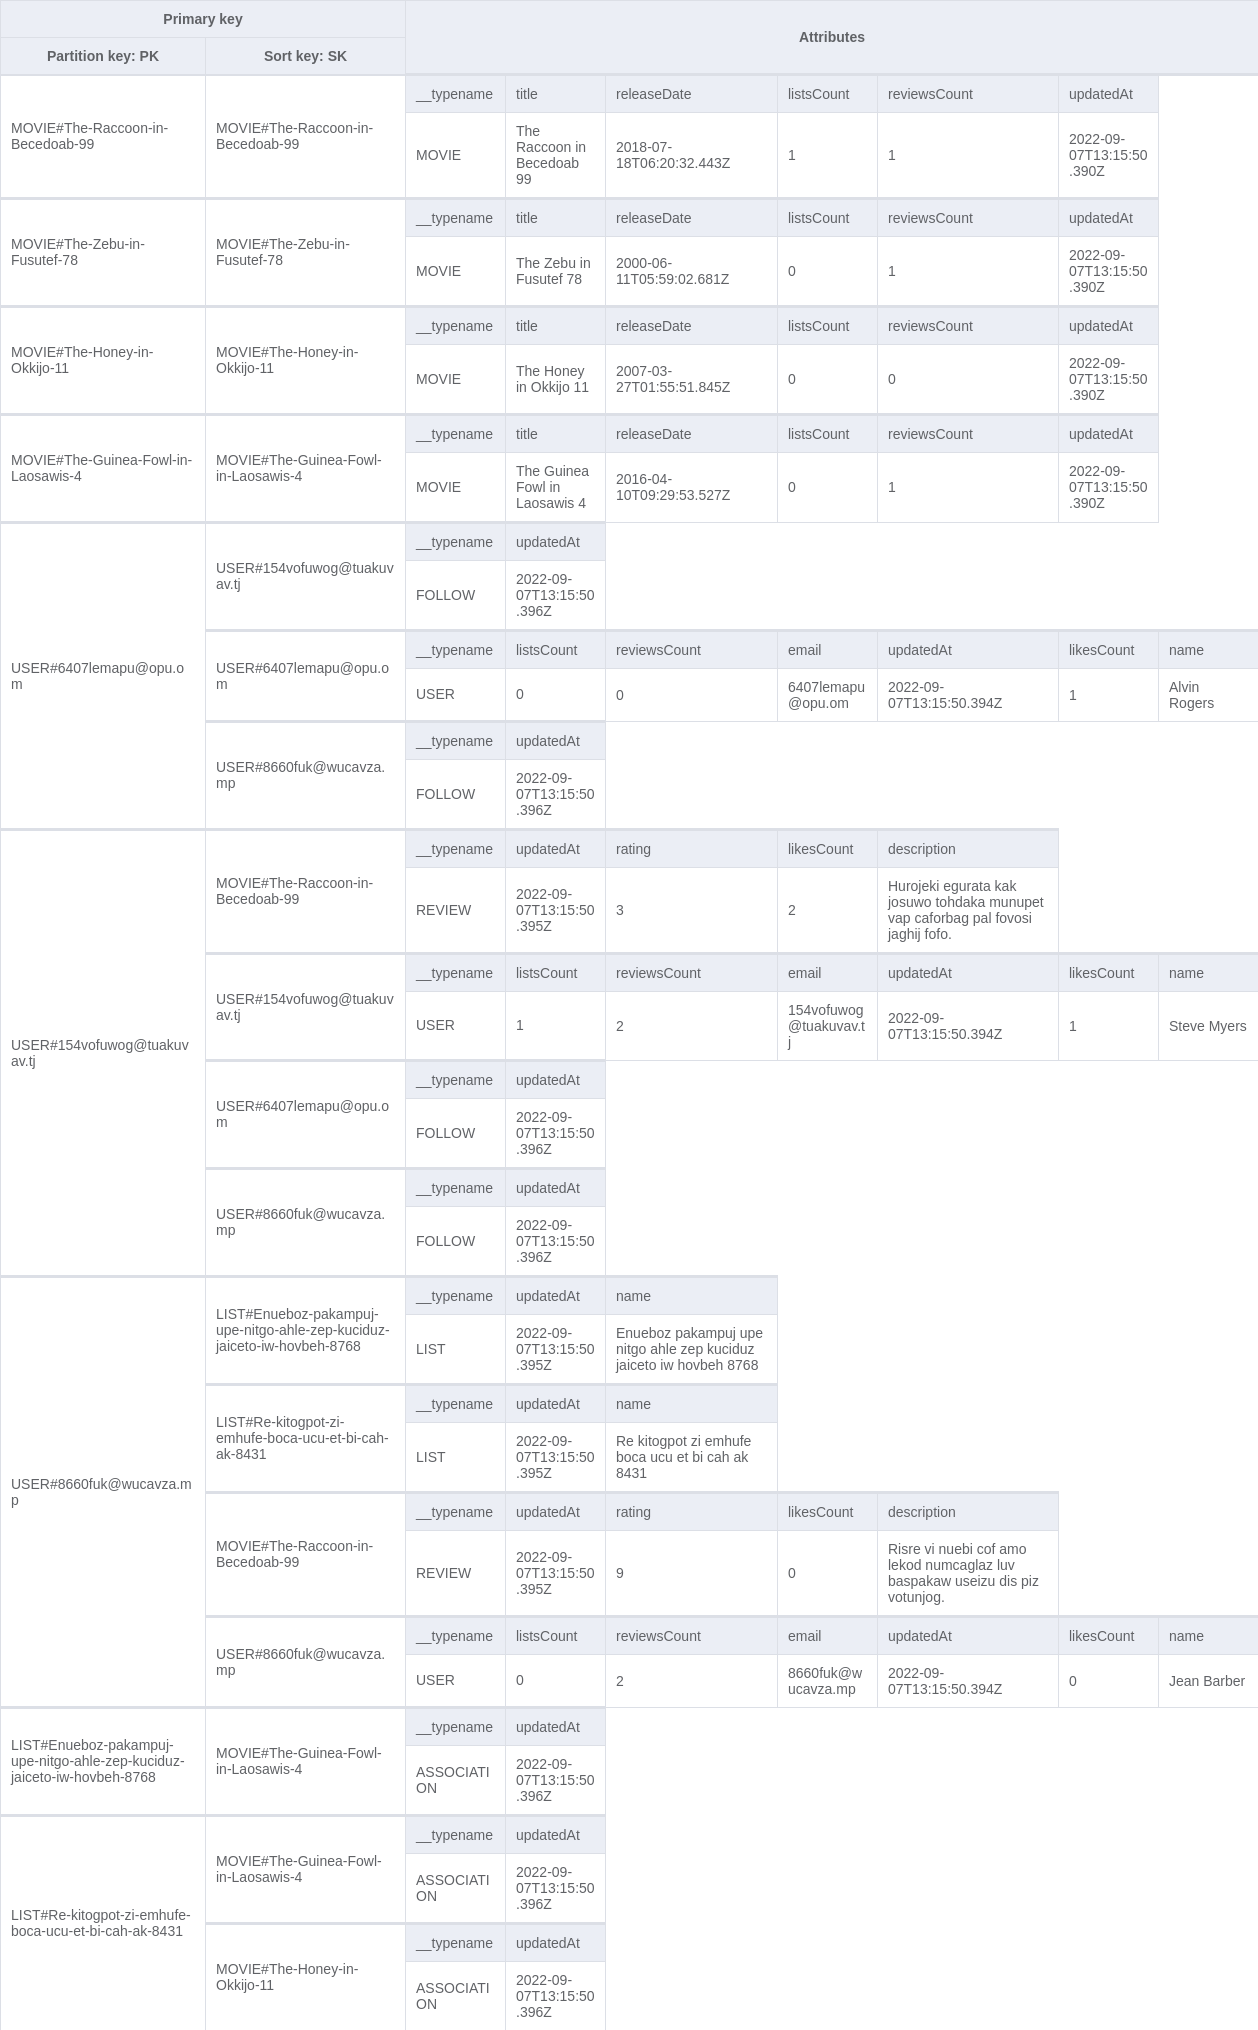 Primary key
Attributes
Partition key: PK
Sort key: SK
MOVIE#The-Raccoon-in-
Becedoab-99
MOVIE#The-Raccoon-in-
Becedoab-99
__typename title releaseDate listsCount reviewsCount updatedAt
MOVIE
The
Raccoon in
Becedoab
99
2018-07-
18T06:20:32.443Z
1
1
2022-09-
07T13:15:50
.390Z
MOVIE#The-Zebu-in-
Fusutef-78
MOVIE#The-Zebu-in-
Fusutef-78
__typename title releaseDate listsCount reviewsCount updatedAt
MOVIE
The Zebu in
Fusutef 78
2000-06-
11T05:59:02.681Z
0
1
2022-09-
07T13:15:50
.390Z
MOVIE#The-Honey-in-
Okkijo-11
MOVIE#The-Honey-in-
Okkijo-11
__typename title releaseDate listsCount reviewsCount updatedAt
MOVIE
The Honey
in Okkijo 11
2007-03-
27T01:55:51.845Z
0
0
2022-09-
07T13:15:50
.390Z
MOVIE#The-Guinea-Fowl-in-
Laosawis-4
MOVIE#The-Guinea-Fowl-
in-Laosawis-4
__typename title releaseDate listsCount reviewsCount updatedAt
MOVIE
The Guinea
Fowl in
Laosawis 4
2016-04-
10T09:29:53.527Z
0
1
2022-09-
07T13:15:50
.390Z
USER#6407lemapu@opu.o
m
USER#154vofuwog@tuakuv
av.tj
__typename updatedAt
FOLLOW
2022-09-
07T13:15:50
.396Z
USER#6407lemapu@opu.o
m
__typename listsCount reviewsCount email updatedAt likesCount name
USER
0
0
6407lemapu
@opu.om
2022-09-
07T13:15:50.394Z
1
Alvin
Rogers
USER#8660fuk@wucavza.
mp
__typename updatedAt
FOLLOW
2022-09-
07T13:15:50
.396Z
USER#154vofuwog@tuakuv
av.tj
MOVIE#The-Raccoon-in-
Becedoab-99
__typename updatedAt rating likesCount description
REVIEW
2022-09-
07T13:15:50
.395Z
3
2
Hurojeki egurata kak
josuwo tohdaka munupet
vap caforbag pal fovosi
jaghij fofo.
USER#154vofuwog@tuakuv
av.tj
__typename listsCount reviewsCount email updatedAt likesCount name
USER
1
2
154vofuwog
@tuakuvav.t
j
2022-09-
07T13:15:50.394Z
1
Steve Myers
USER#6407lemapu@opu.o
m
__typename updatedAt
FOLLOW
2022-09-
07T13:15:50
.396Z
USER#8660fuk@wucavza.
mp
__typename updatedAt
FOLLOW
2022-09-
07T13:15:50
.396Z
USER#8660fuk@wucavza.m
p
LIST#Enueboz-pakampuj-
upe-nitgo-ahle-zep-kuciduz-
jaiceto-iw-hovbeh-8768
__typename updatedAt name
LIST
2022-09-
07T13:15:50
.395Z
Enueboz pakampuj upe
nitgo ahle zep kuciduz
jaiceto iw hovbeh 8768
LIST#Re-kitogpot-zi-
emhufe-boca-ucu-et-bi-cah-
ak-8431
__typename updatedAt name
LIST
2022-09-
07T13:15:50
.395Z
Re kitogpot zi emhufe
boca ucu et bi cah ak
8431
MOVIE#The-Raccoon-in-
Becedoab-99
__typename updatedAt rating likesCount description
REVIEW
2022-09-
07T13:15:50
.395Z
9
0
Risre vi nuebi cof amo
lekod numcaglaz luv
baspakaw useizu dis piz
votunjog.
USER#8660fuk@wucavza.
mp
__typename listsCount reviewsCount email updatedAt likesCount name
USER
0
2
8660fuk@w
ucavza.mp
2022-09-
07T13:15:50.394Z
0
Jean Barber
LIST#Enueboz-pakampuj-
upe-nitgo-ahle-zep-kuciduz-
jaiceto-iw-hovbeh-8768
MOVIE#The-Guinea-Fowl-
in-Laosawis-4
__typename updatedAt
ASSOCIATI
ON
2022-09-
07T13:15:50
.396Z
LIST#Re-kitogpot-zi-emhufe-
boca-ucu-et-bi-cah-ak-8431
MOVIE#The-Guinea-Fowl-
in-Laosawis-4
__typename updatedAt
ASSOCIATI
ON
2022-09-
07T13:15:50
.396Z
MOVIE#The-Honey-in-
Okkijo-11
__typename updatedAt
ASSOCIATI
ON
2022-09-
07T13:15:50
.396Z